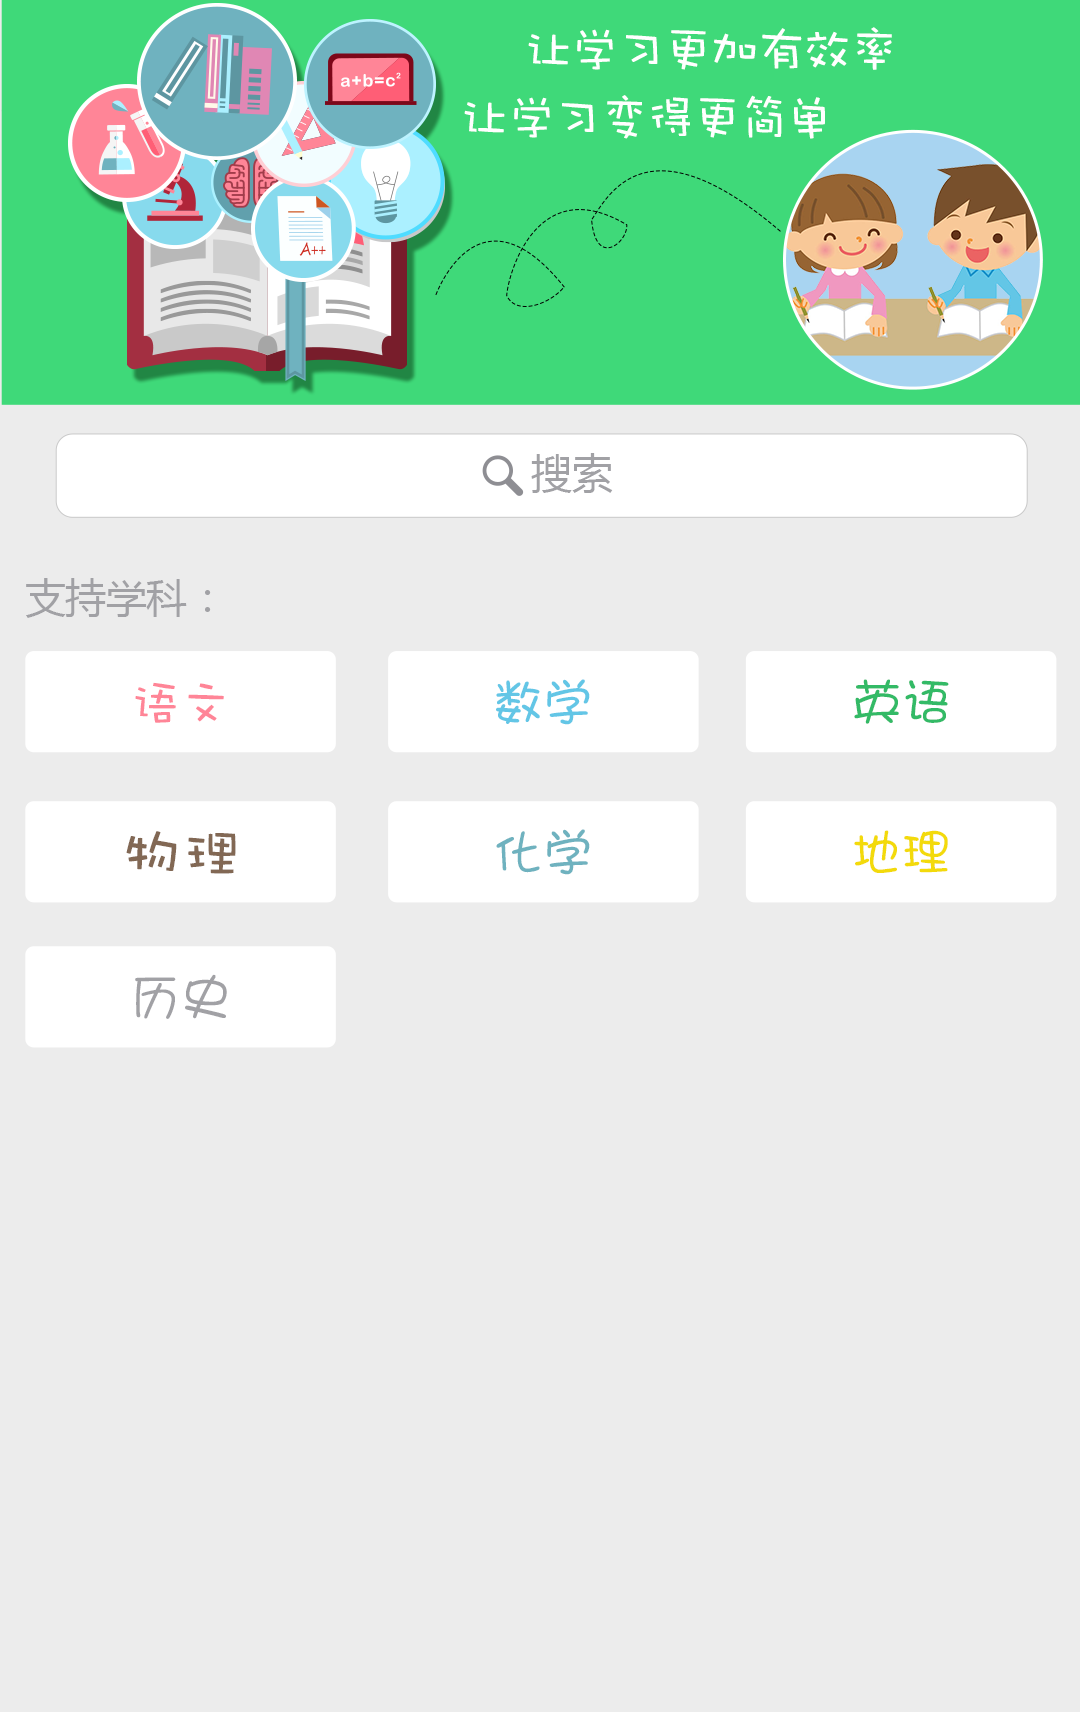 让学习更加有效率
让学习变得更简单
a+b=c²
A++
搜索
支持学科：
语文 数学 英语
物理 化学 地理
历史